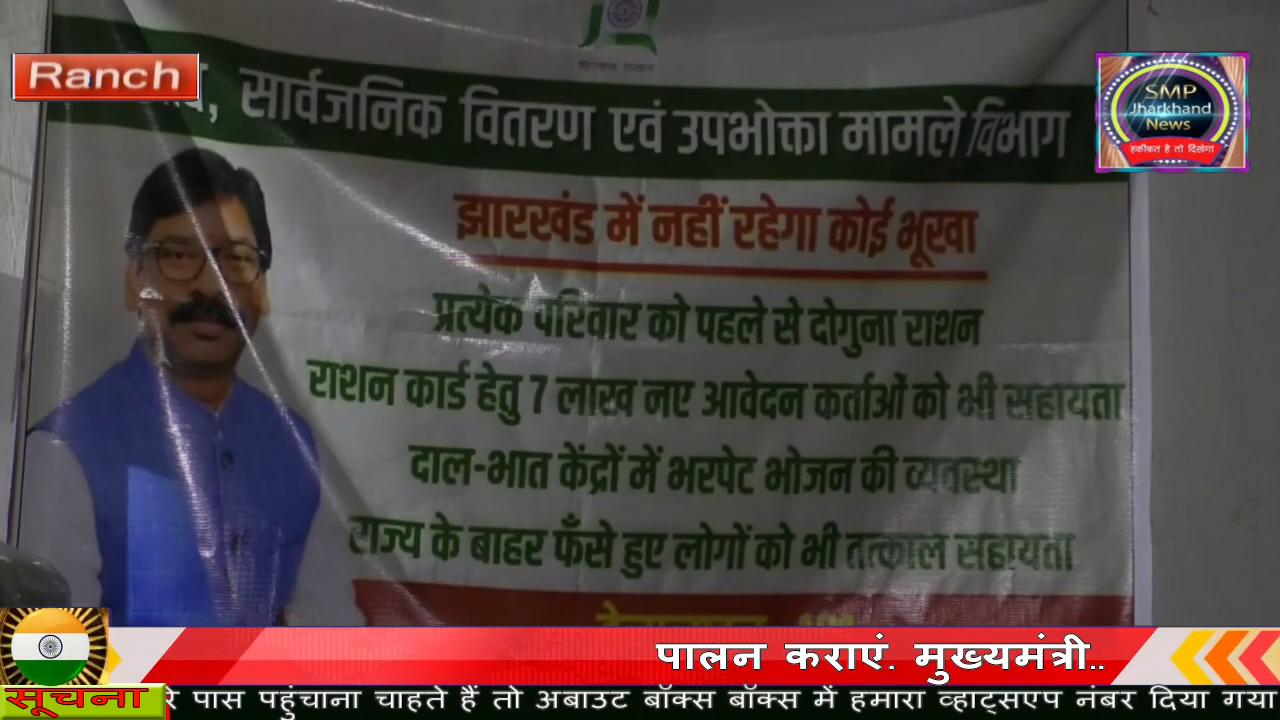 Ranch
SMP
Jharkhand
News
हकीकत है तो दिखेगा
सार्वजनिक वितरण एवं उपभोक्ता मामले विभाग
झारखंड में नहीं रहेगा कोई भूखा
प्रत्येक परिवार को पहले से दोगुना राशन
राशन कार्ड हेतु 7 लाख नए आवेदन कर्ताओं को भी सहायता
दाल-भात केंद्रों में भरपेट भोजन की व्यवस्था
राज्य के बाहर फँसे हुए लोगों को भी तत्काल सहायता
पालन कराएं. मुख्यमंत्री..
सूचना
रे पास पहुंचाना चाहते हैं तो अबाउट बॉक्स बॉक्स में हमारा व्हाट्सएप नंबर दिया गया